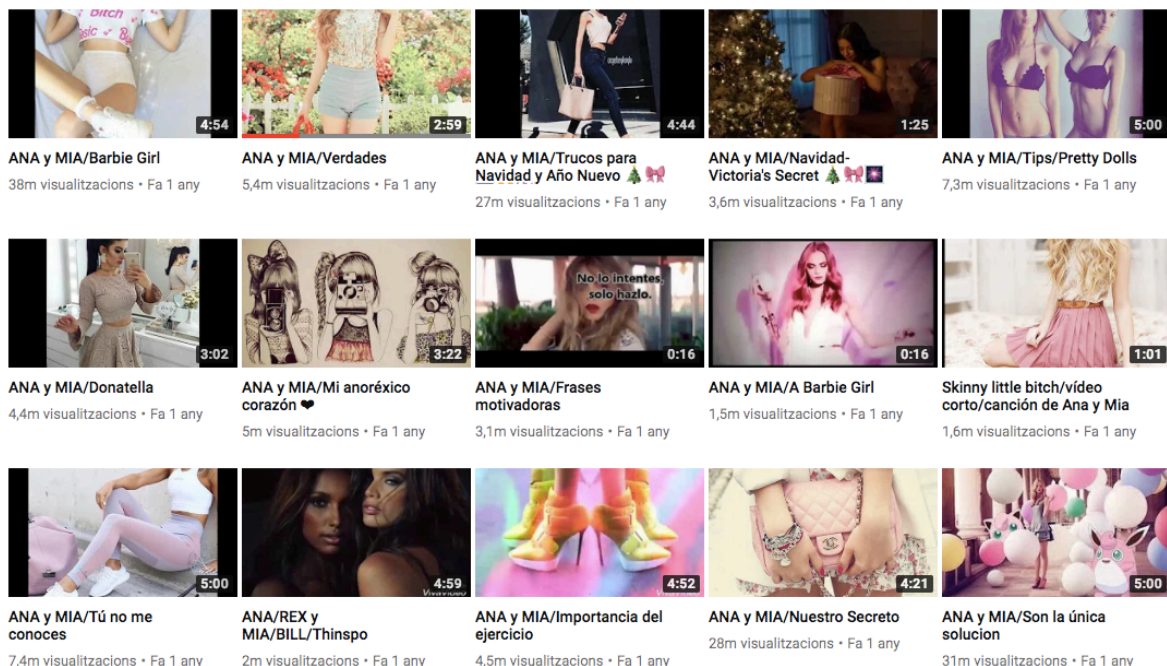 Bitch
4:54
2:59
4:44
1:25
5:00
ANA y MIA/Barbie Girl
38m visualitzacions • Fa 1 any
ANA y MIA/Verdades
5,4m visualitzacions • Fa 1 any
ANA y MIA/Trucos para
Navidad y Año Nuevo 🎄🎀
27m visualitzacions • Fa 1 any
ANA y MIA/Navidad-
Victoria's Secret 🎄🎀🎆
3,6m visualitzacions • Fa 1 any
ANA y MIA/Tips/Pretty Dolls
7,3m visualitzacions • Fa 1 any
No lo intentes,
solo hazlo.
3:02
3:22
0:16
0:16
1:01
ANA y MIA/Donatella
4,4m visualitzacions • Fa 1 any
ANA y MIA/Mi anoréxico
corazón ❤
5m visualitzacions • Fa 1 any
ANA y MIA/Frases
motivadoras
3,1m visualitzacions • Fa 1 any
ANA y MIA/A Barbie Girl
1,5m visualitzacions • Fa 1 any
Skinny little bitch/vídeo
corto/canción de Ana y Mia
1,6m visualitzacions • Fa 1 any
5:00
4:59
VivaVideo
4:52
4:21
5:00
ANA y MIA/Tú no me
conoces
7,4m visualitzacions • Fa 1 any
ANA/REX y
MIA/BILL/Thinspo
2m visualitzacions • Fa 1 any
ANA y MIA/Importancia del
ejercicio
4,5m visualitzacions • Fa 1 any
ANA y MIA/Nuestro Secreto
28m visualitzacions • Fa 1 any
ANA y MIA/Son la única
solucion
31m visualitzacions • Fa 1 any